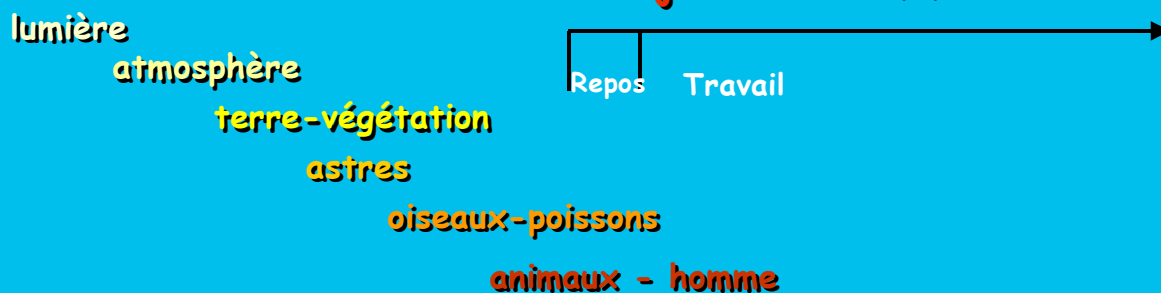 lumière
atmosphère
Repos Travail
terre-végétation
astres
oiseaux-poissons
animaux - homme